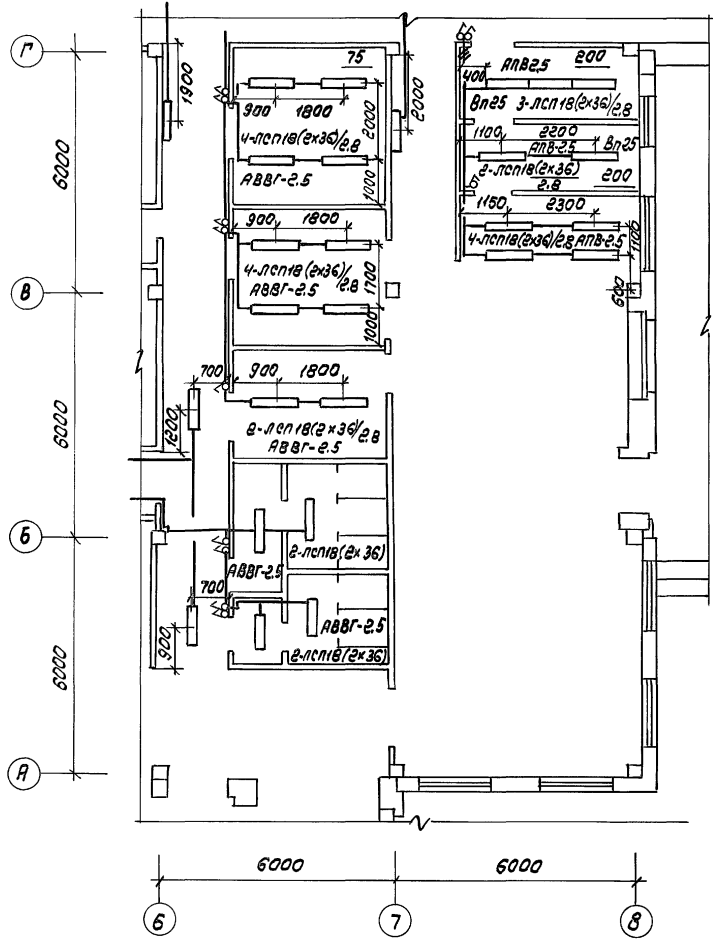 Г
1900
6000
75
900 1800
2000
4-ЛСП18(2х36)/2.8
АВВГ-2.5
1000
2000
АПВ2,5 200
400
Вп25 3-ЛСП18(2х36)/2.8
1100 2200
АПВ-2.5 Вп25
2-ЛСП18(2х36)
2.8
200
1150 2300
4-ЛСП18(2х36)/2.8 АПВ-2.5
1100
600
900 1800
4-ЛСП18(2х36)/2.8
АВВГ-2.5
1700
1000
В
6000
700 900 1800
1200
2-ЛСП18(2х36)/2.8
АВВГ-2.5
Б
2-ЛСП18(2х36)
АВВГ-2.5
700
6000
900
АВВГ-2.5
2-ЛСП18(2х36)
А
6000 6000
6 7 8